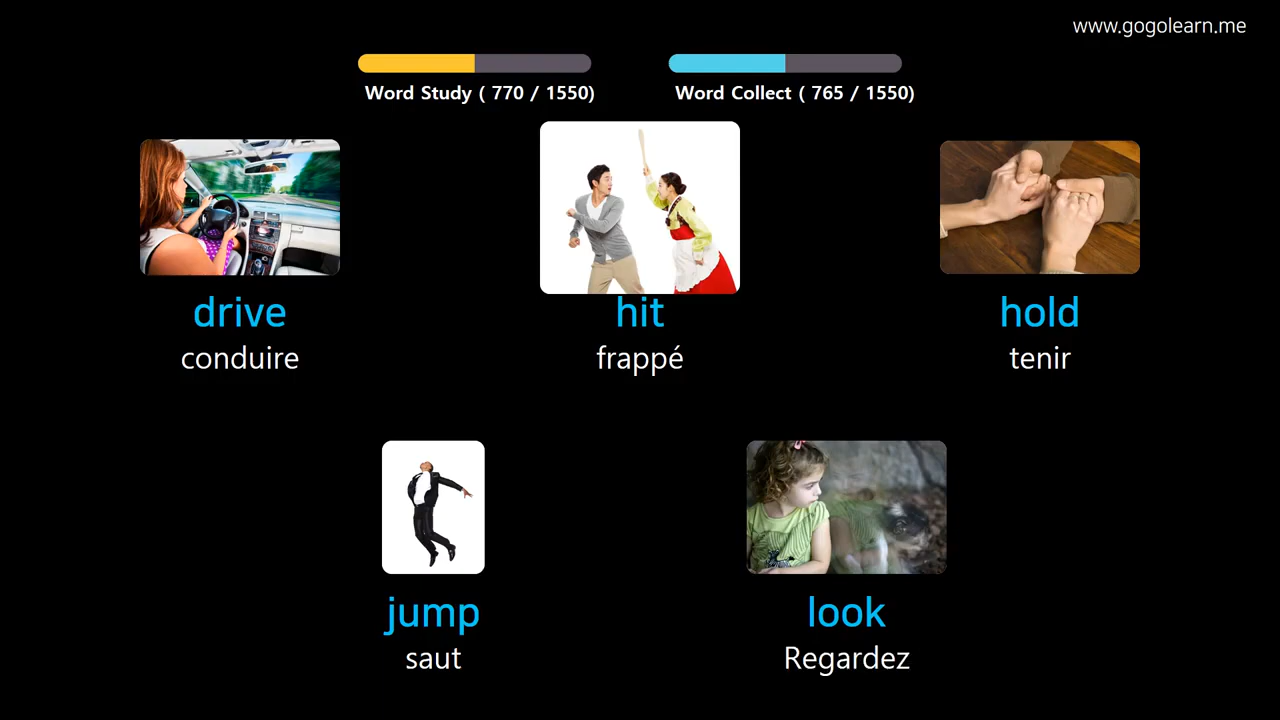 www.gogolearn.me
Word Study ( 770 / 1550)
Word Collect ( 765 / 1550)
drive
conduire
hit
frappé
hold
tenir
jump
saut
look
Regardez